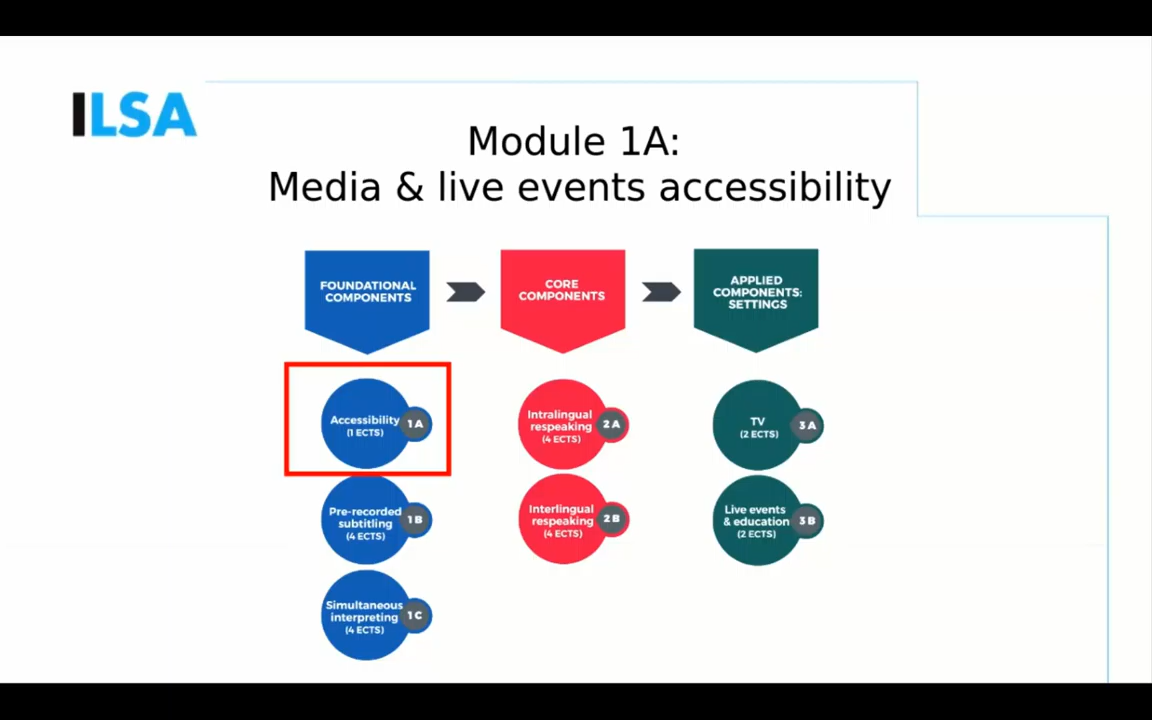 ILSA
Module 1A:
Media & live events accessibility
FOUNDATIONAL
COMPONENTS
CORE
COMPONENTS
APPLIED
COMPONENTS:
SETTINGS
Accessibility
(1 ECTS)
1A
Pre-recorded
subtitling
(4 ECTS)
1B
Simultaneous
interpreting
(4 ECTS)
1C
Intralingual
respeaking
(4 ECTS)
2A
Interlingual
respeaking
(4 ECTS)
2B
TV
(2 ECTS)
3A
Live events
& education
(2 ECTS)
3B